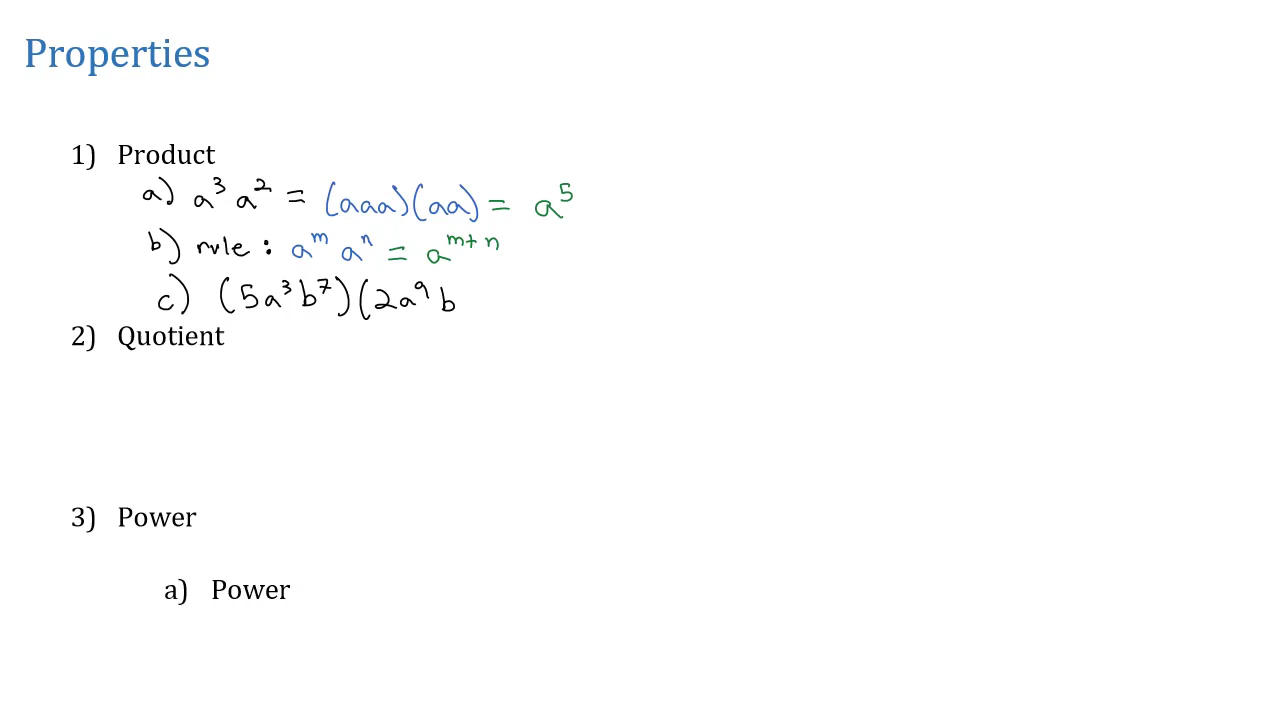 Properties
1) Product
a) a³ a² = (aaa)(aa) = a⁵
b) rule : aᵐ aⁿ = aᵐ⁺ⁿ
c) (5a³b⁷)(2a⁹b
2) Quotient
3) Power
a) Power